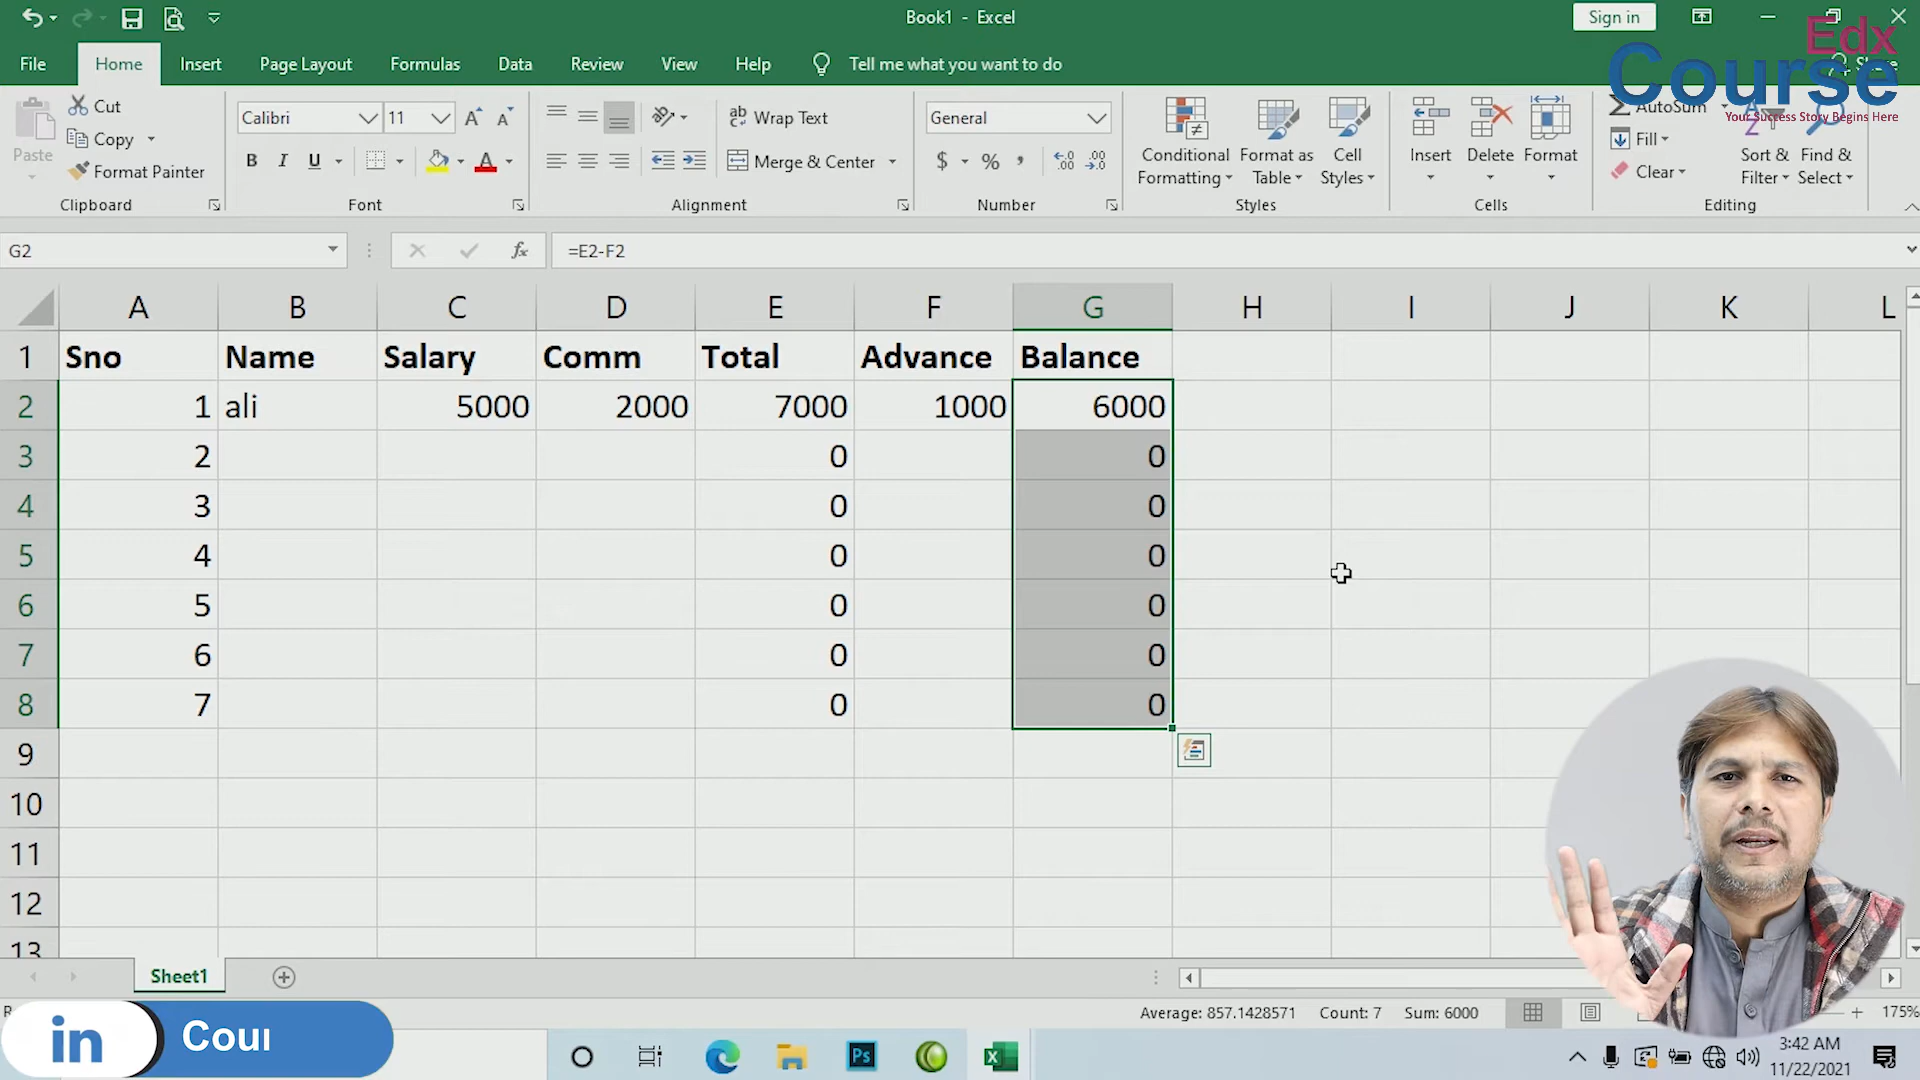 Book1 - Excel
Sign in
Edx
Course
Your Success Story Begins Here
File Home Insert Page Layout Formulas Data Review View Help Tell me what you want to do
Paste
Cut
Copy
Format Painter
Clipboard
Calibri 11
B I U
Font
Wrap Text
Merge & Center
Alignment
General
$ % ,
Number
Conditional Formatting
Format as Table
Cell Styles
Styles
Insert Delete Format
Cells
AutoSum
Fill
Clear
Sort & Filter
Find & Select
Editing
G2 fx =E2-F2
A B C D E F G H I J K L
1 Sno Name Salary Comm Total Advance Balance
2 1 ali 5000 2000 7000 1000 6000
3 2 0 0
4 3 0 0
5 4 0 0
6 5 0 0
7 6 0 0
8 7 0 0
9
10
11
12
13
Sheet1
Average: 857.1428571 Count: 7 Sum: 6000 175%
in Cour
Ps
3:42 AM
11/22/2021